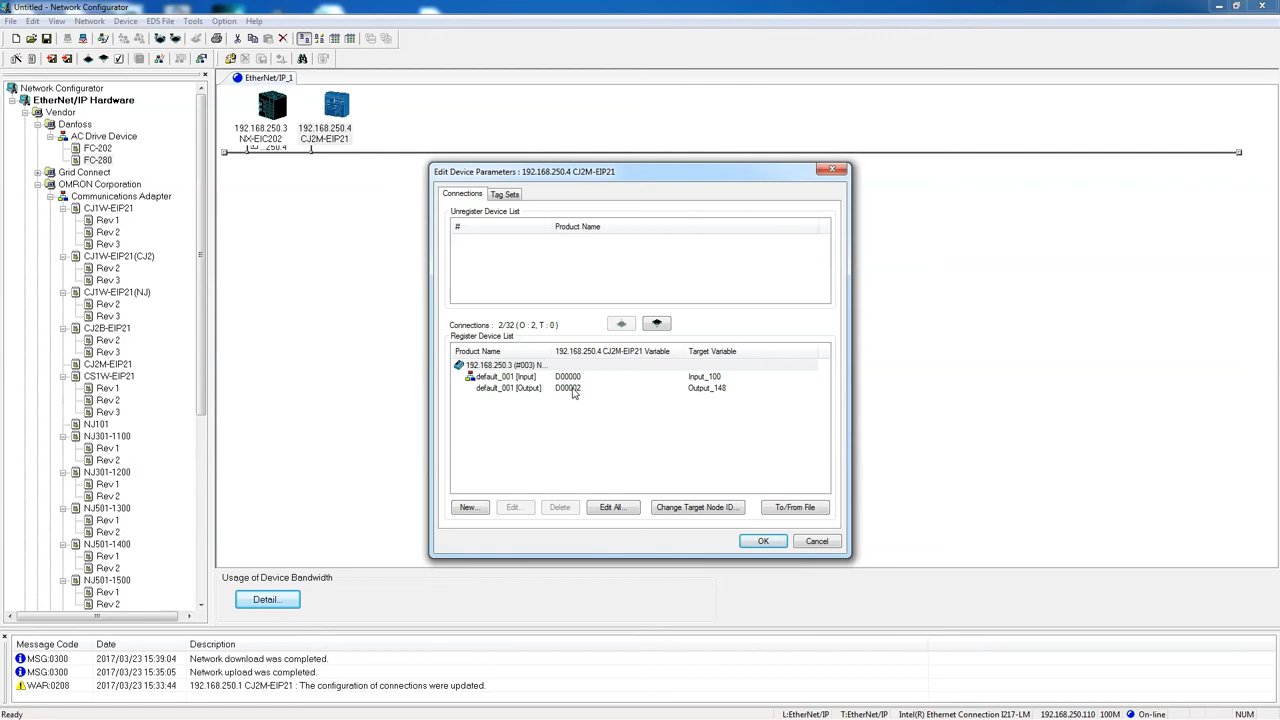 Untitled - Network Configurator
File Edit View Network Device EDS File Tools Option Help
Network Configurator
EtherNet/IP Hardware
Vendor
Danfoss
AC Drive Device
FC-202
FC-280
Grid Connect
OMRON Corporation
Communications Adapter
CJ1W-EIP21
Rev 1
Rev 2
Rev 3
CJ1W-EIP21(CJ2)
Rev 2
Rev 3
CJ1W-EIP21(NJ)
Rev 2
Rev 3
CJ2B-EIP21
Rev 2
Rev 3
CJ2M-EIP21
CS1W-EIP21
Rev 1
Rev 2
Rev 3
NJ101
NJ301-1100
Rev 1
Rev 2
NJ301-1200
Rev 1
Rev 2
NJ501-1300
Rev 1
Rev 2
NJ501-1400
Rev 1
Rev 2
NJ501-1500
Rev 1
Rev 2
EtherNet/IP_1
192.168.250.3 192.168.250.4
NX-EIC202 CJ2M-EIP21
Edit Device Parameters : 192.168.250.4 CJ2M-EIP21
Connections Tag Sets
Unregister Device List
# Product Name
Connections : 2/32 ( O : 2, T : 0 )
Register Device List
Product Name 192.168.250.4 CJ2M-EIP21 Variable Target Variable
192.168.250.3 (#003) N...
default_001 [Input] D00000 Input_100
default_001 [Output] D00002 Output_148
New... Edit... Delete Edit All... Change Target Node ID... To/From File
OK Cancel
Usage of Device Bandwidth
Detail...
Message Code Date Description
MSG:0300 2017/03/23 15:39:04 Network download was completed.
MSG:0300 2017/03/23 15:35:05 Network upload was completed.
WAR:0208 2017/03/23 15:33:44 192.168.250.1 CJ2M-EIP21 : The configuration of connections were updated.
Ready L:EtherNet/IP T:EtherNet/IP Intel(R) Ethernet Connection I217-LM 192.168.250.110 100M On-line NUM